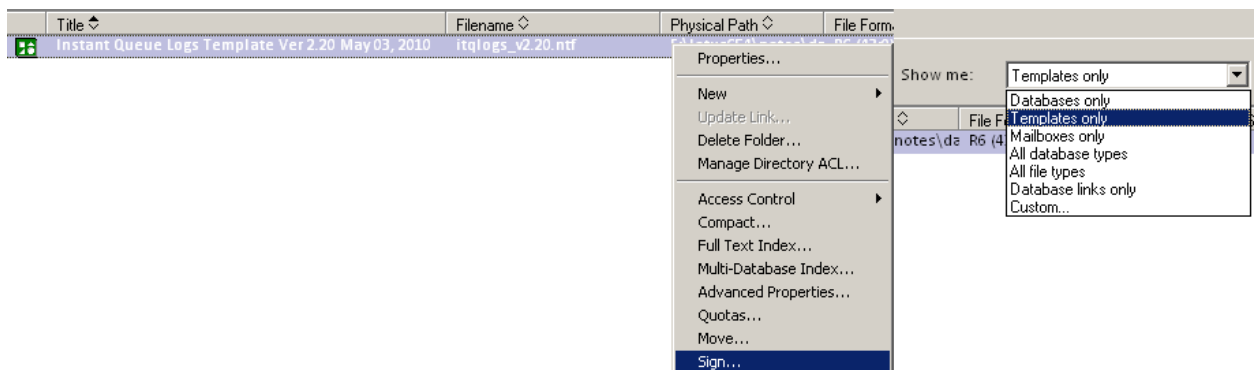 Title Filename Physical Path File Form
Instant Queue Logs Template Ver 2.20 May 03, 2010 itqlogs_v2.20.ntf
Properties...
New
Update Link...
Delete Folder...
Manage Directory ACL...
Access Control
Compact...
Full Text Index...
Multi-Database Index...
Advanced Properties...
Quotas...
Move...
Sign...
Show me: Templates only
Databases only
Templates only
Mailboxes only
All database types
All file types
Database links only
Custom...
File F
notes\da R6 (4